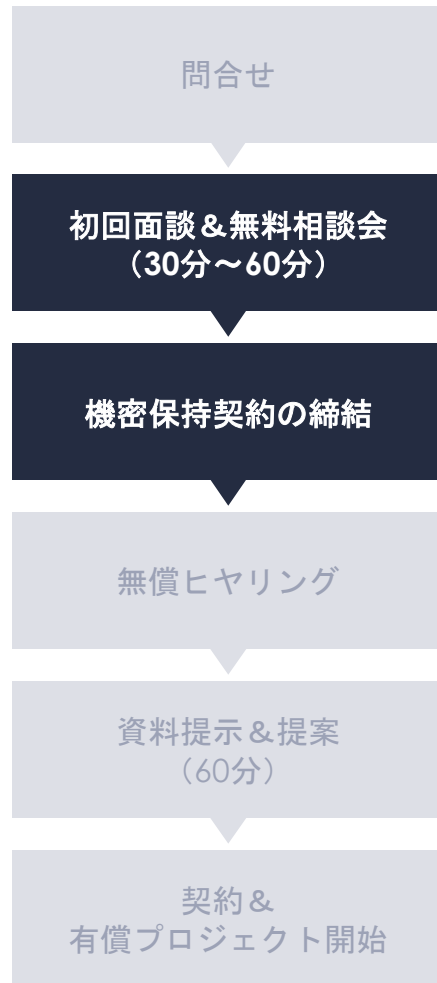 問合せ
初回面談＆無料相談会
（30分〜60分）
機密保持契約の締結
無償ヒヤリング
資料提示＆提案
（60分）
契約＆
有償プロジェクト開始